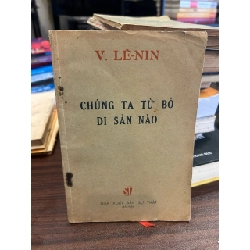 V. LÊ-NIN
CHÚNG TA TỪ BỎ
DI SẢN NÀO